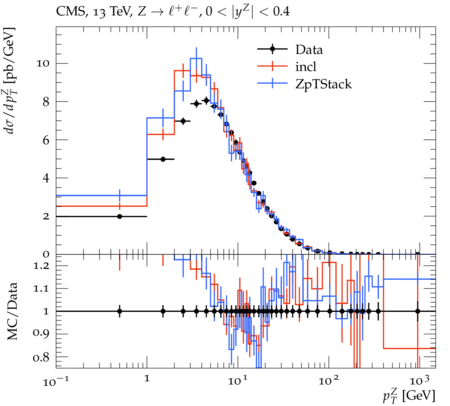 CMS, 13 TeV, Z → ℓ⁺ℓ⁻, 0 < |y^Z| < 0.4
dσ/dp_T^Z [pb/GeV]
Data
incl
ZpTStack
10
8
6
4
2
0
MC/Data
1.2
1.1
1
0.9
0.8
10⁻¹ 1 10¹ 10² 10³
p_T^Z [GeV]